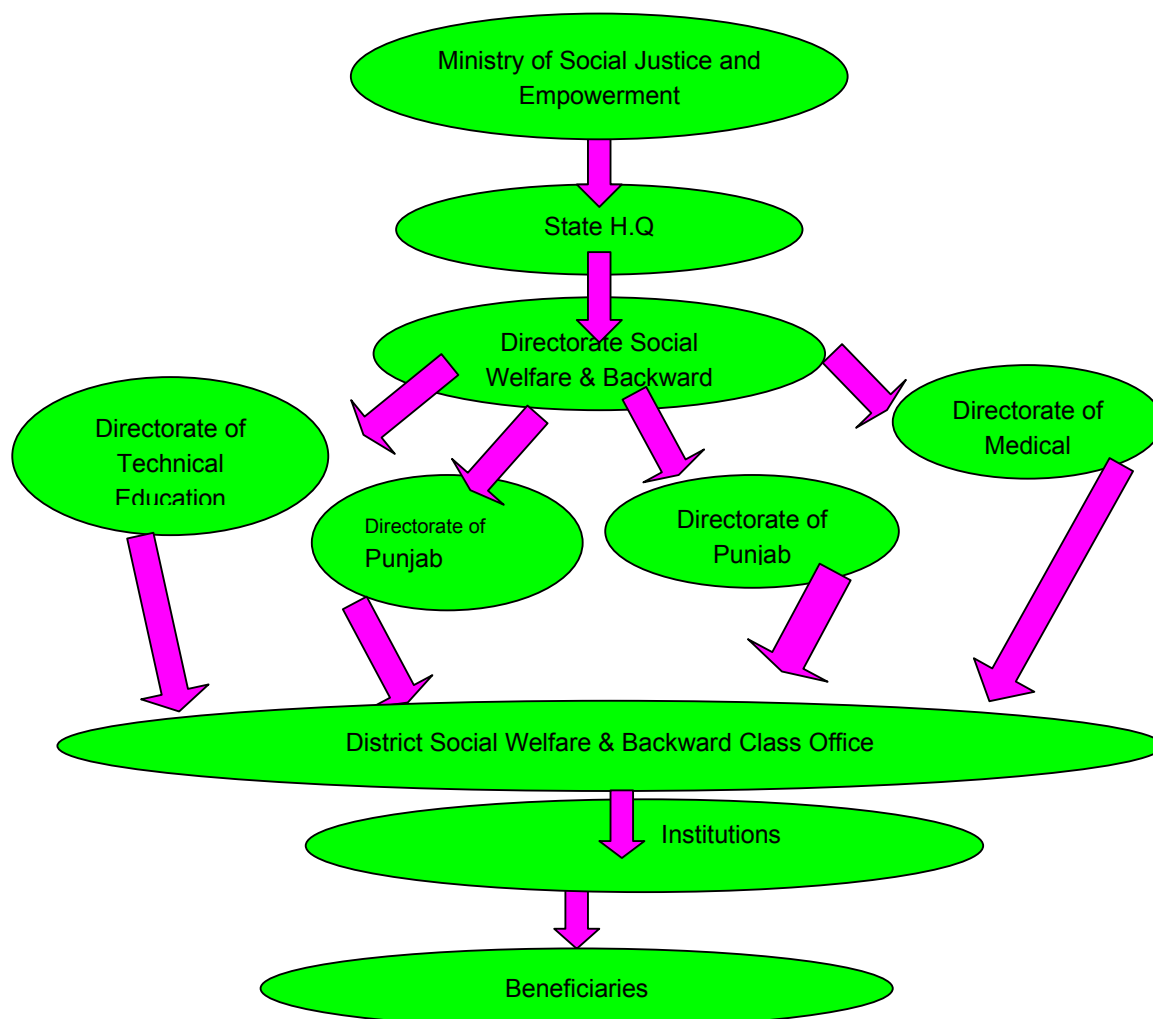 Ministry of Social Justice and
Empowerment
State H.Q
Directorate Social
Welfare & Backward
Directorate of
Technical
Education
Directorate of
Punjab
Directorate of
Punjab
Directorate of
Medical
District Social Welfare & Backward Class Office
Institutions
Beneficiaries